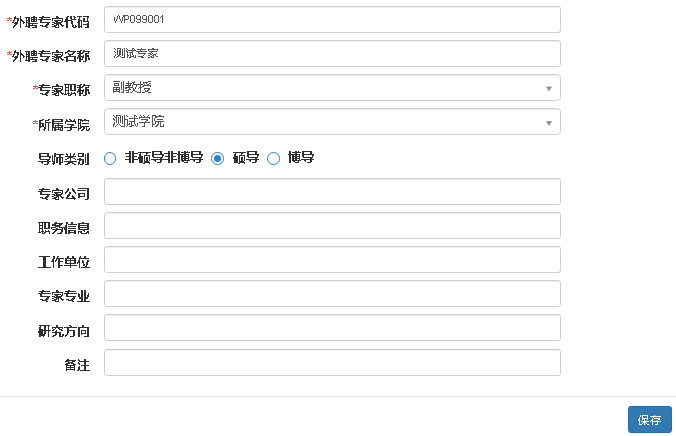 *外聘专家代码 WP099001
*外聘专家名称 测试专家
*专家职称 副教授
*所属学院 测试学院
导师类别 非硕导非博导 硕导 博导
专家公司
职务信息
工作单位
专家专业
研究方向
备注
保存